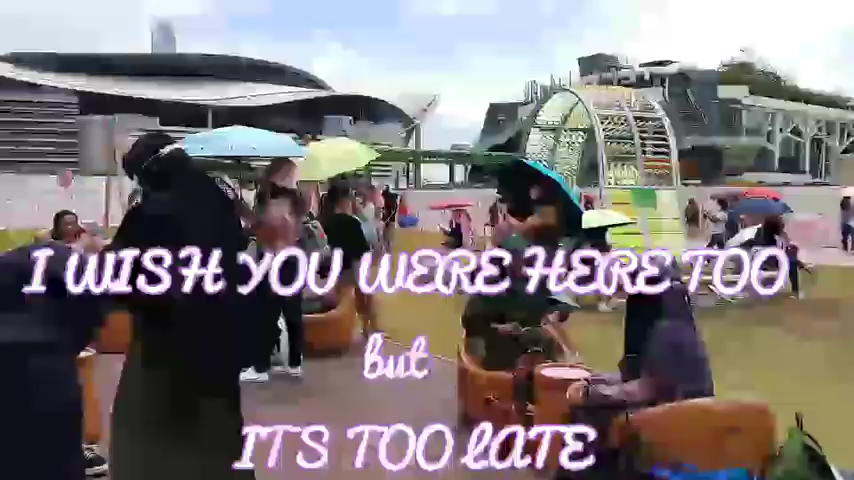 I WISH YOU WERE HERE TOO
but
ITS TOO LATE